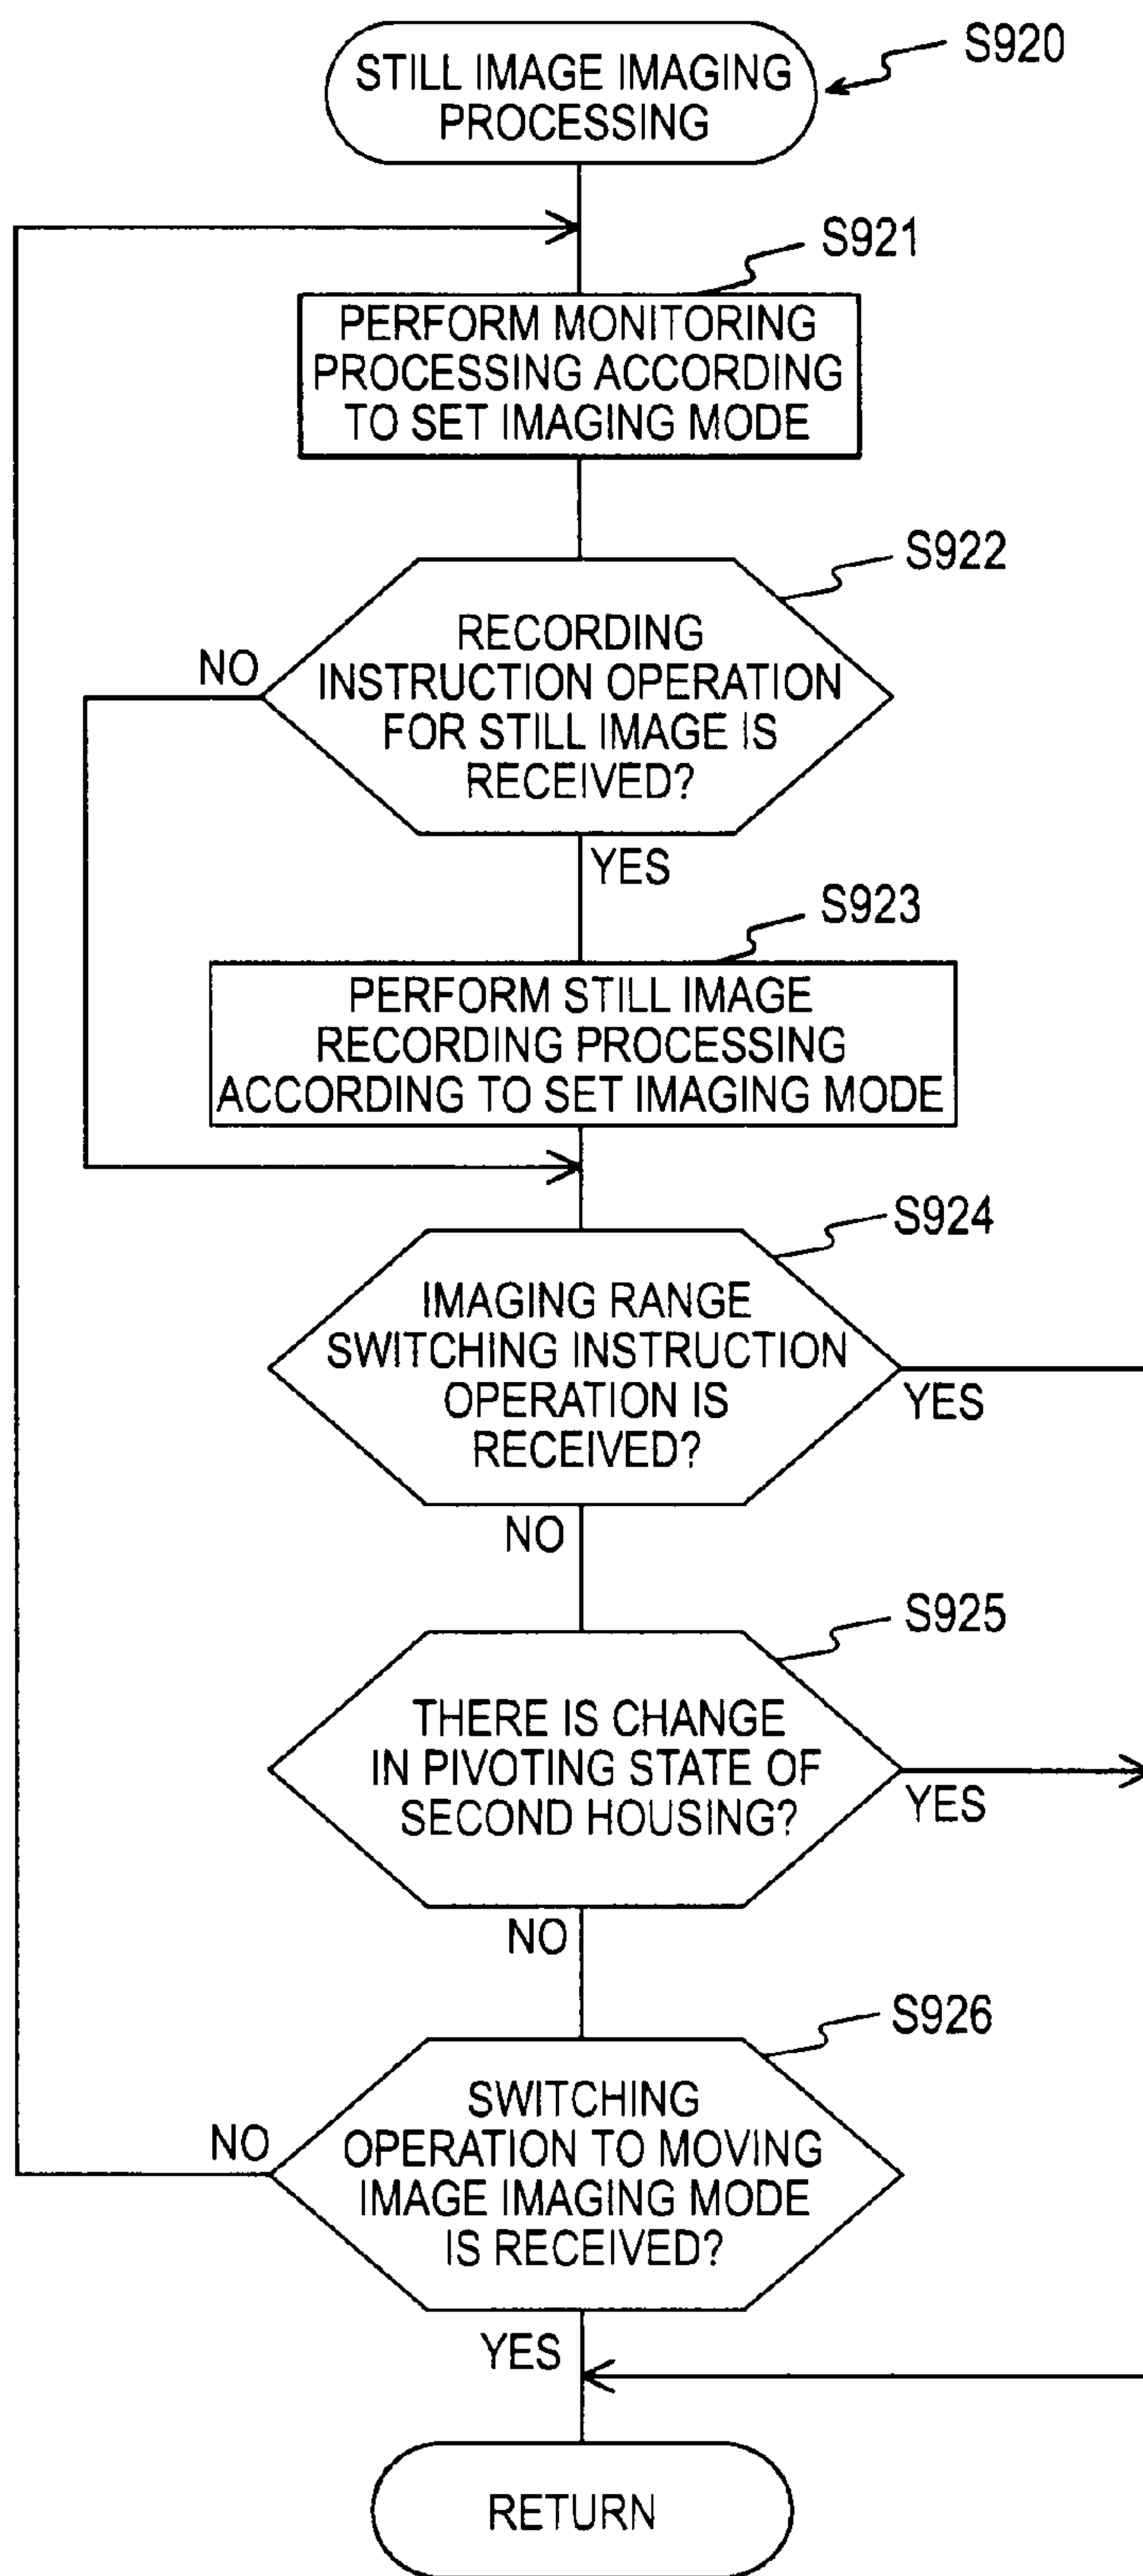 STILL IMAGE IMAGING
PROCESSING
S920
S921
PERFORM MONITORING
PROCESSING ACCORDING
TO SET IMAGING MODE
S922
RECORDING
INSTRUCTION OPERATION
FOR STILL IMAGE IS
RECEIVED?
NO
YES
S923
PERFORM STILL IMAGE
RECORDING PROCESSING
ACCORDING TO SET IMAGING MODE
S924
IMAGING RANGE
SWITCHING INSTRUCTION
OPERATION IS
RECEIVED?
YES
NO
S925
THERE IS CHANGE
IN PIVOTING STATE OF
SECOND HOUSING?
YES
NO
S926
SWITCHING
OPERATION TO MOVING
IMAGE IMAGING MODE
IS RECEIVED?
NO
YES
RETURN